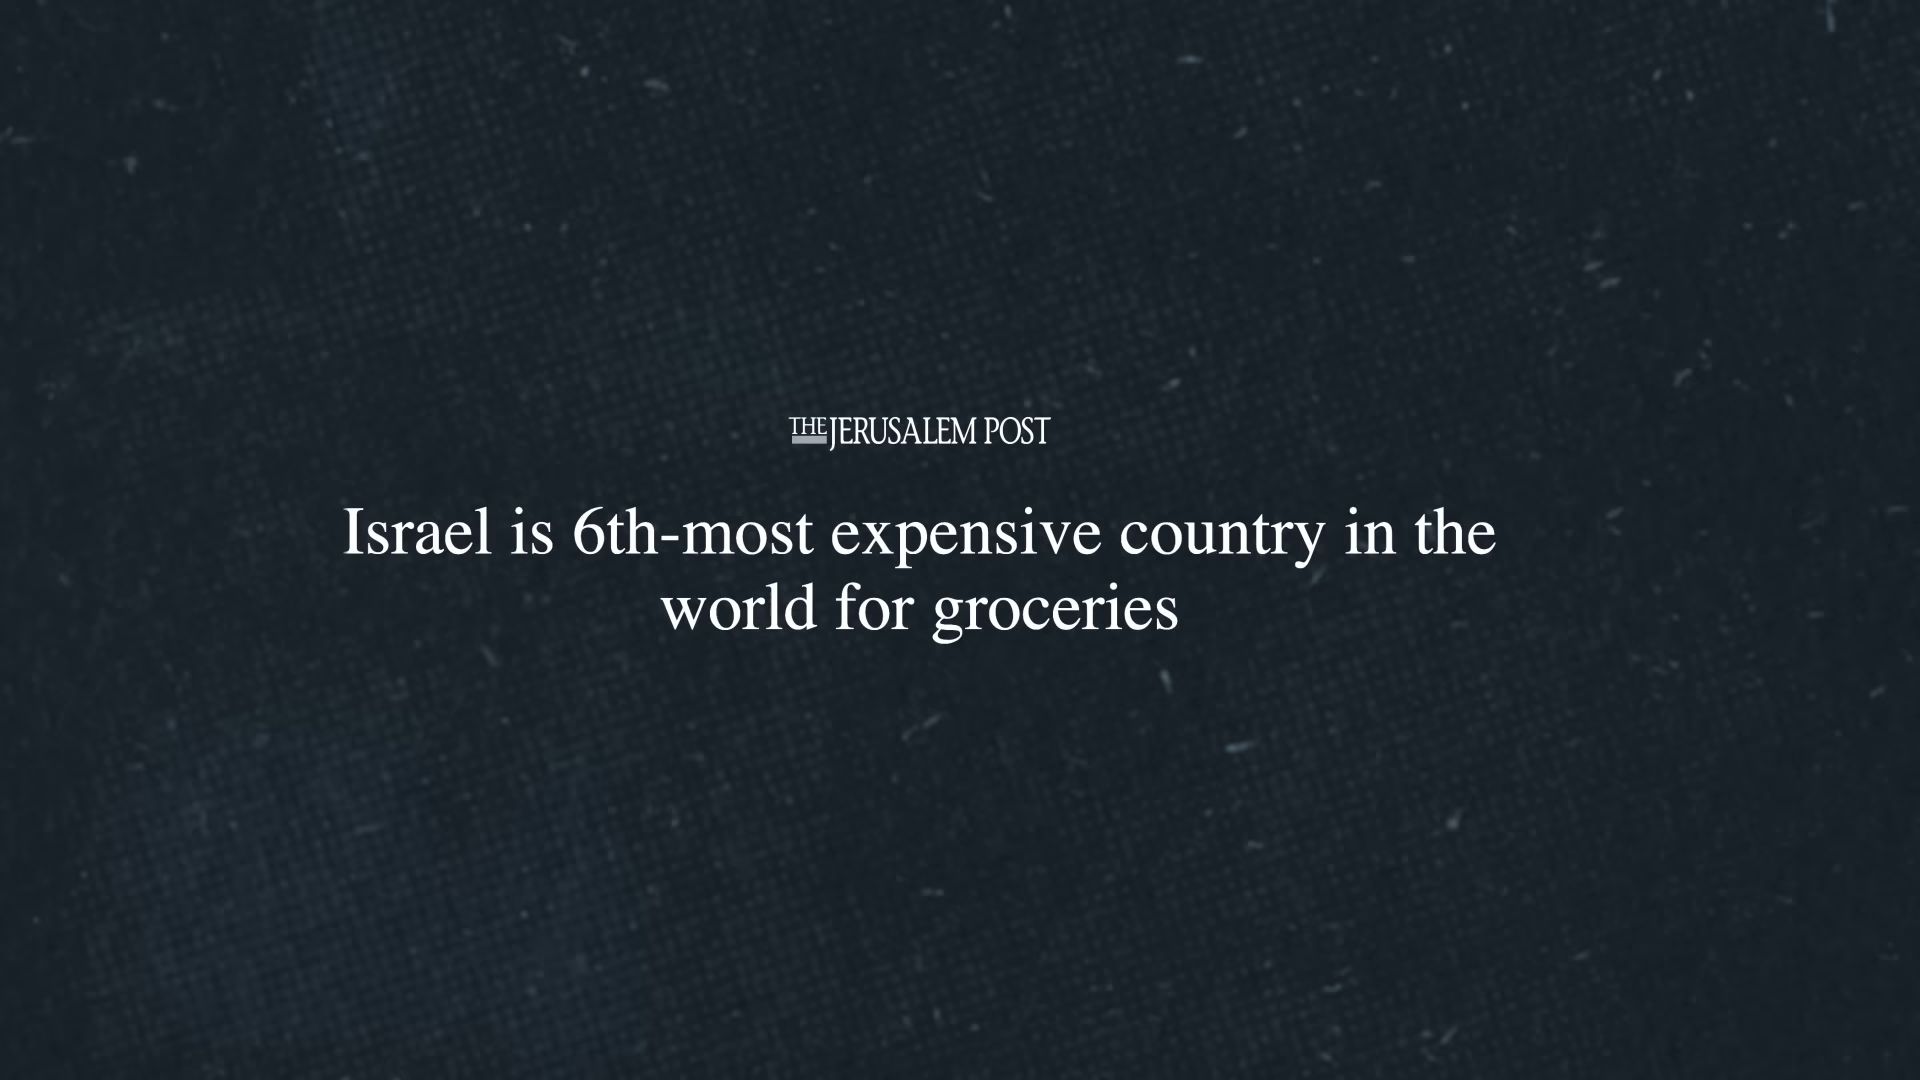 THE JERUSALEM POST
Israel is 6th-most expensive country in the
world for groceries